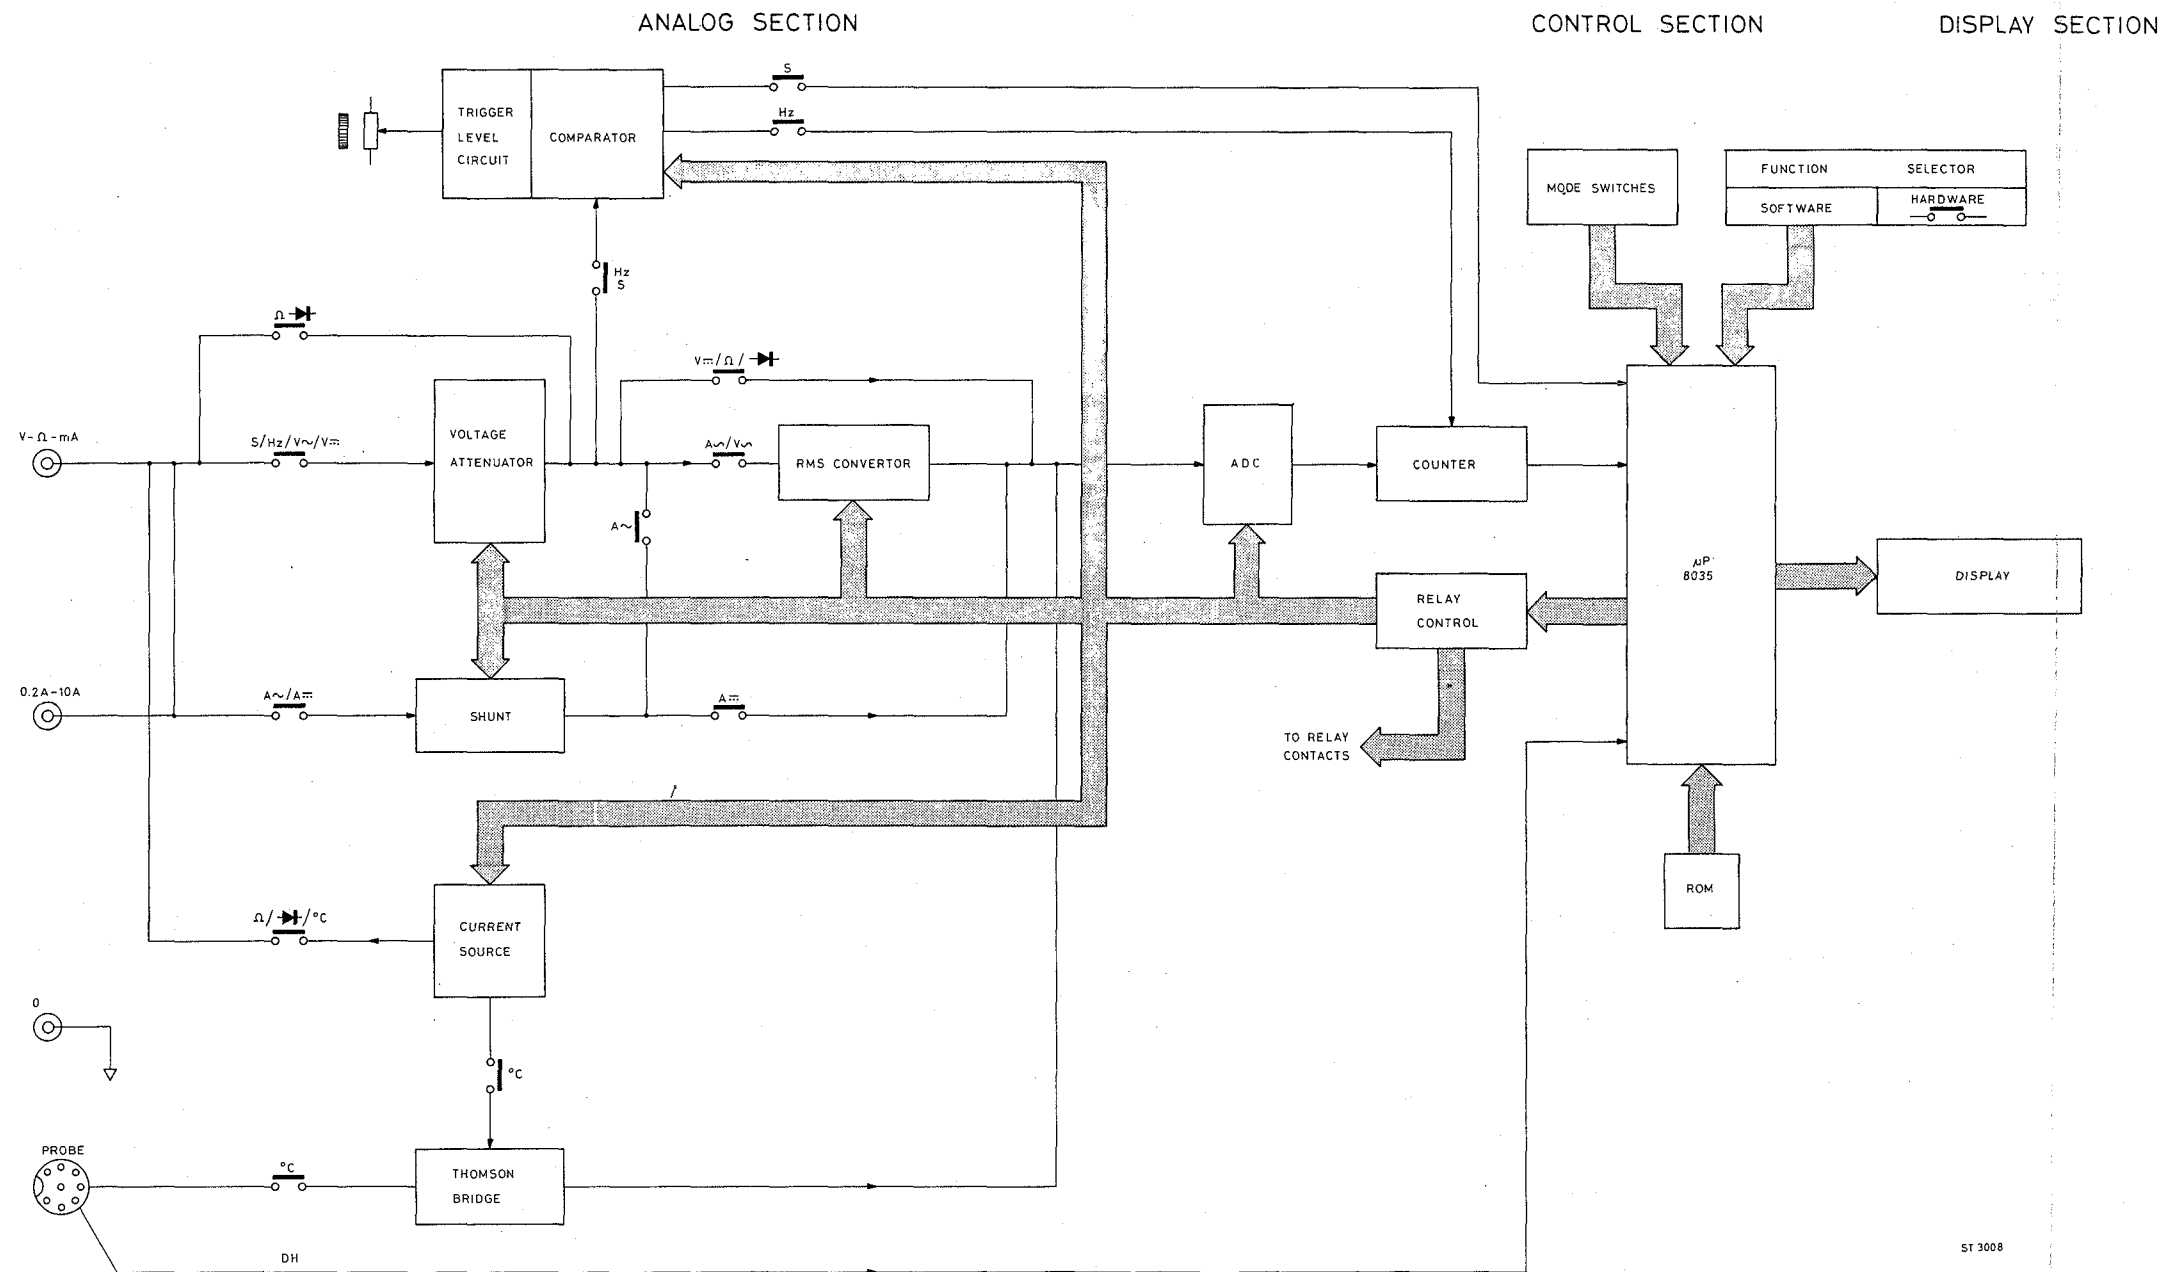 ANALOG SECTION
CONTROL SECTION
DISPLAY SECTION
TRIGGER
LEVEL
CIRCUIT
COMPARATOR
S
Hz
Hz
S
MODE SWITCHES
FUNCTION SELECTOR
SOFTWARE
HARDWARE
Ω
V⎓/Ω/
V-Ω-mA
S/Hz/V~/V⎓
VOLTAGE
ATTENUATOR
A~/V~
RMS CONVERTOR
ADC
COUNTER
A~
μP
8035
DISPLAY
RELAY
CONTROL
0.2A-10A
A~/A⎓
SHUNT
A⎓
TO RELAY
CONTACTS
ROM
Ω/ /°C
CURRENT
SOURCE
0
°C
PROBE
°C
THOMSON
BRIDGE
DH
ST 3008